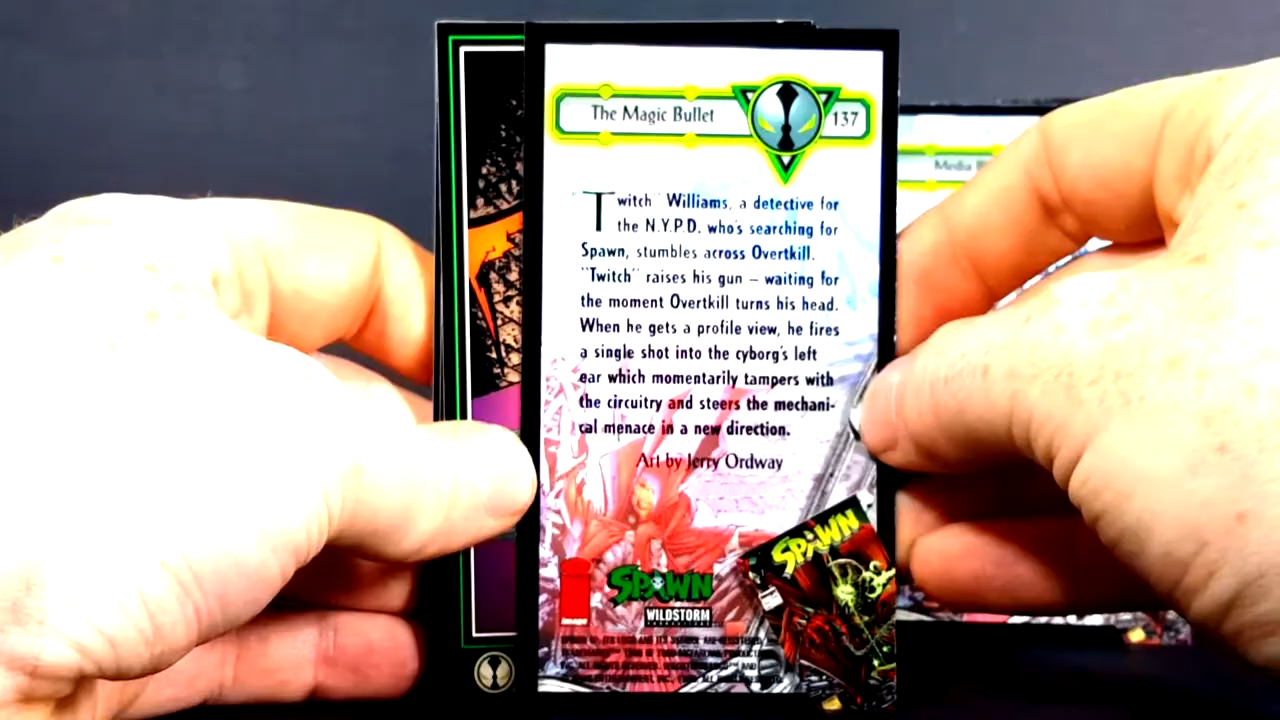 The Magic Bullet
137
Media
"Twitch" Williams, a detective for
the N.Y.P.D. who's searching for
Spawn, stumbles across Overtkill.
"Twitch" raises his gun – waiting for
the moment Overtkill turns his head.
When he gets a profile view, he fires
a single shot into the cyborg's left
ear which momentarily tampers with
the circuitry and steers the mechani-
cal menace in a new direction.
Art by Jerry Ordway
SPAWN
image
SPAWN
WILDSTORM